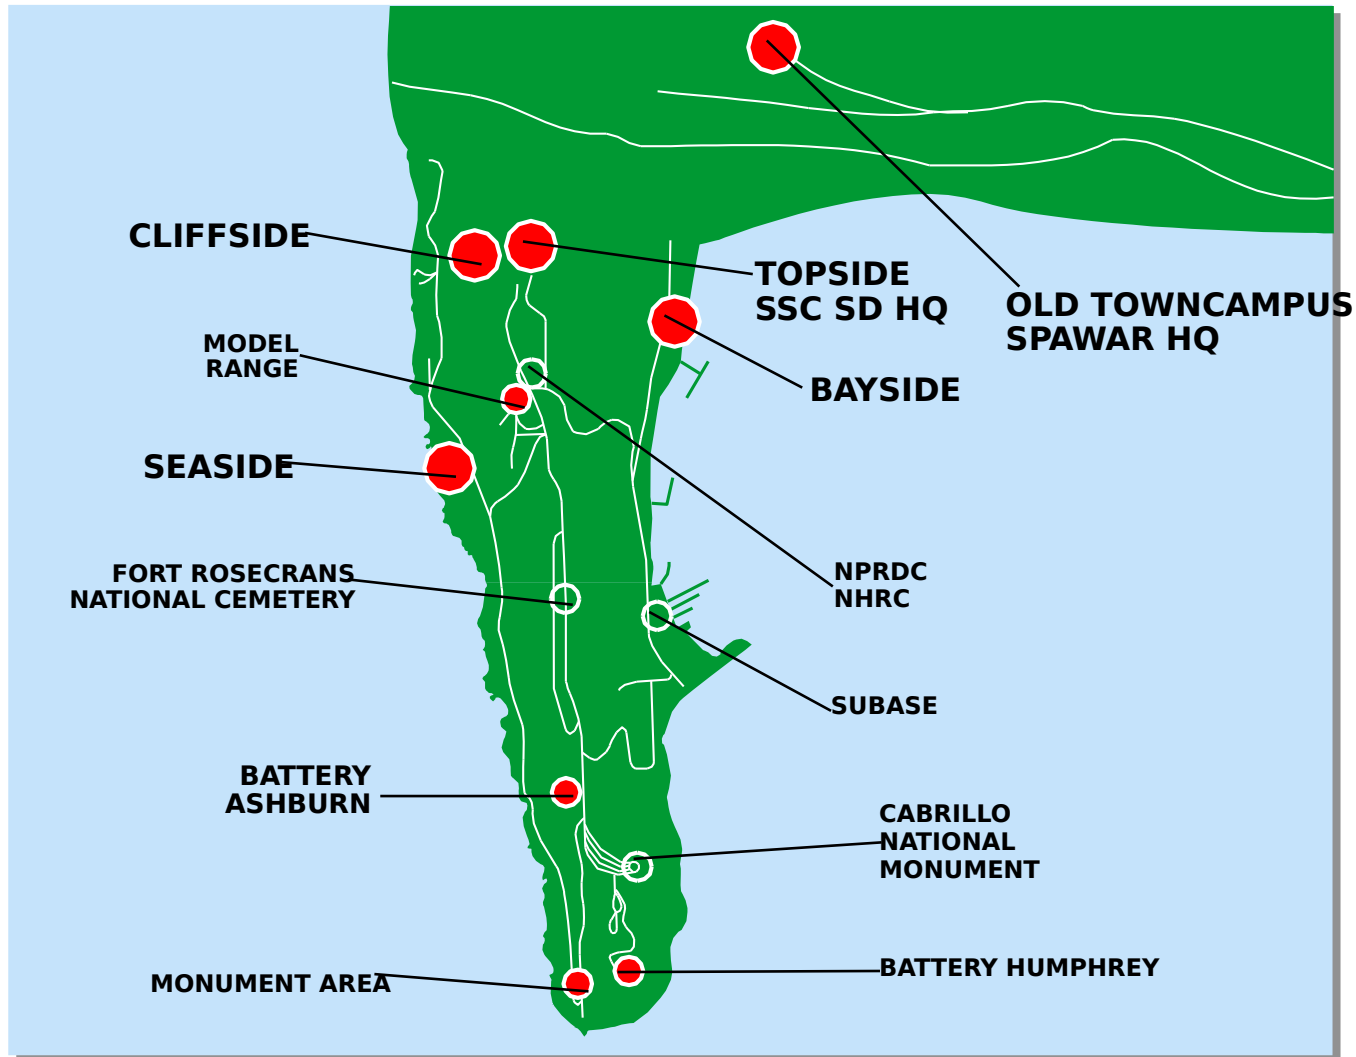 CLIFFSIDE
TOPSIDE
SSC SD HQ
OLD TOWNCAMPUS
SPAWAR HQ
MODEL
RANGE
BAYSIDE
SEASIDE
FORT ROSECRANS
NATIONAL CEMETERY
NPRDC
NHRC
SUBASE
BATTERY
ASHBURN
CABRILLO
NATIONAL
MONUMENT
MONUMENT AREA
BATTERY HUMPHREY